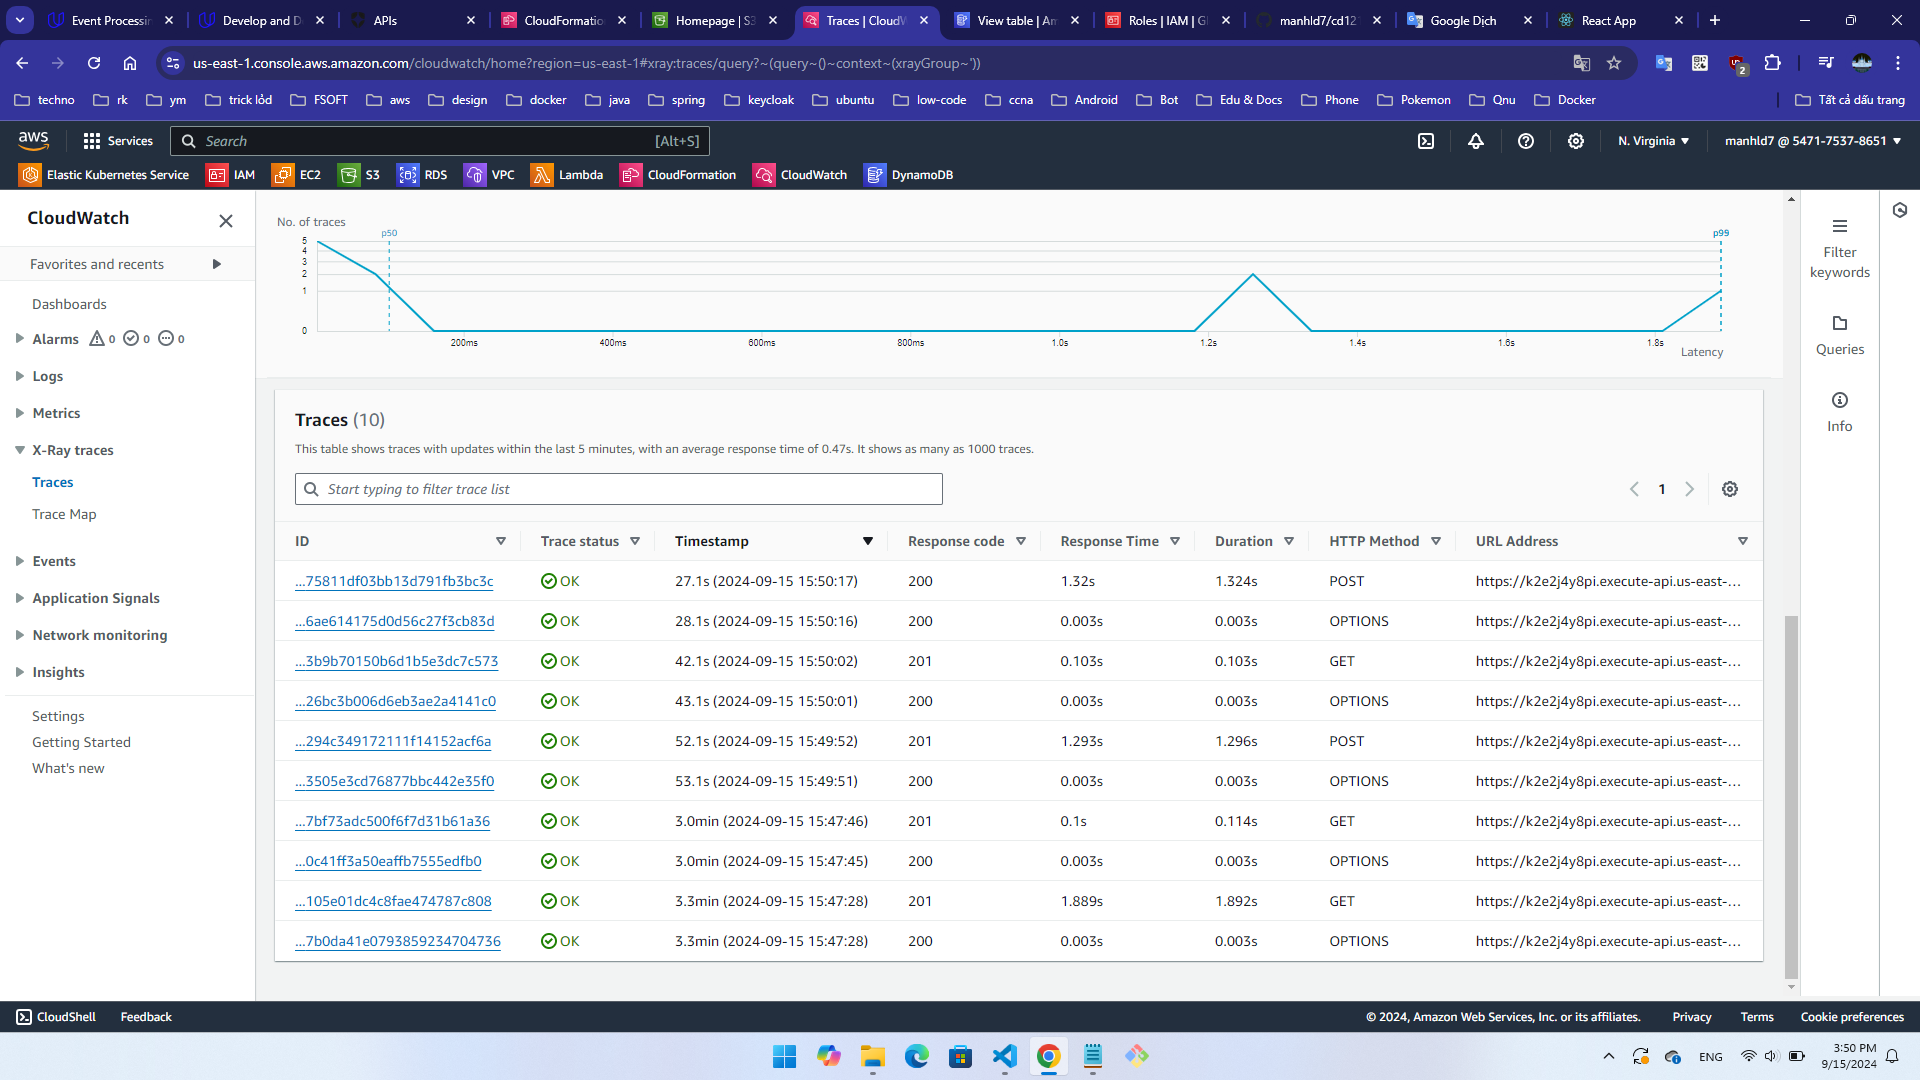 Event Processin
Develop and D
APIs
CloudFormatio
Homepage | S3
Traces | CloudW
View table | Am
Roles | IAM | Gl
manhld7/cd121
Google Dịch
React App
us-east-1.console.aws.amazon.com/cloudwatch/home?region=us-east-1#xray:traces/query?~(query~()~context~(xrayGroup~'))
2
techno
rk
ym
trick lỏd
FSOFT
aws
design
docker
java
spring
keycloak
ubuntu
low-code
ccna
Android
Bot
Edu & Docs
Phone
Pokemon
Qnu
Docker
Tất cả dấu trang
aws
Services
Search
[Alt+S]
N. Virginia
manhld7 @ 5471-7537-8651
Elastic Kubernetes Service
IAM
EC2
S3
RDS
VPC
Lambda
CloudFormation
CloudWatch
DynamoDB
CloudWatch
Favorites and recents
Dashboards
Alarms 0 0 0
Logs
Metrics
X-Ray traces
Traces
Trace Map
Events
Application Signals
Network monitoring
Insights
Settings
Getting Started
What's new
No. of traces
p50
p99
5
4
3
2
1
0
200ms 400ms 600ms 800ms 1.0s 1.2s 1.4s 1.6s 1.8s
Latency
Traces (10)
This table shows traces with updates within the last 5 minutes, with an average response time of 0.47s. It shows as many as 1000 traces.
Start typing to filter trace list
1
ID Trace status Timestamp Response code Response Time Duration HTTP Method URL Address
...75811df03bb13d791fb3bc3c OK 27.1s (2024-09-15 15:50:17) 200 1.32s 1.324s POST https://k2e2j4y8pi.execute-api.us-east-...
...6ae614175d0d56c27f3cb83d OK 28.1s (2024-09-15 15:50:16) 200 0.003s 0.003s OPTIONS https://k2e2j4y8pi.execute-api.us-east-...
...3b9b70150b6d1b5e3dc7c573 OK 42.1s (2024-09-15 15:50:02) 201 0.103s 0.103s GET https://k2e2j4y8pi.execute-api.us-east-...
...26bc3b006d6eb3ae2a4141c0 OK 43.1s (2024-09-15 15:50:01) 200 0.003s 0.003s OPTIONS https://k2e2j4y8pi.execute-api.us-east-...
...294c349172111f14152acf6a OK 52.1s (2024-09-15 15:49:52) 201 1.293s 1.296s POST https://k2e2j4y8pi.execute-api.us-east-...
...3505e3cd76877bbc442e35f0 OK 53.1s (2024-09-15 15:49:51) 200 0.003s 0.003s OPTIONS https://k2e2j4y8pi.execute-api.us-east-...
...7bf73adc500f6f7d31b61a36 OK 3.0min (2024-09-15 15:47:46) 201 0.1s 0.114s GET https://k2e2j4y8pi.execute-api.us-east-...
...0c41ff3a50eaffb7555edfb0 OK 3.0min (2024-09-15 15:47:45) 200 0.003s 0.003s OPTIONS https://k2e2j4y8pi.execute-api.us-east-...
...105e01dc4c8fae474787c808 OK 3.3min (2024-09-15 15:47:28) 201 1.889s 1.892s GET https://k2e2j4y8pi.execute-api.us-east-...
...7b0da41e0793859234704736 OK 3.3min (2024-09-15 15:47:28) 200 0.003s 0.003s OPTIONS https://k2e2j4y8pi.execute-api.us-east-...
Filter
keywords
Queries
Info
CloudShell
Feedback
© 2024, Amazon Web Services, Inc. or its affiliates.
Privacy
Terms
Cookie preferences
ENG
3:50 PM
9/15/2024